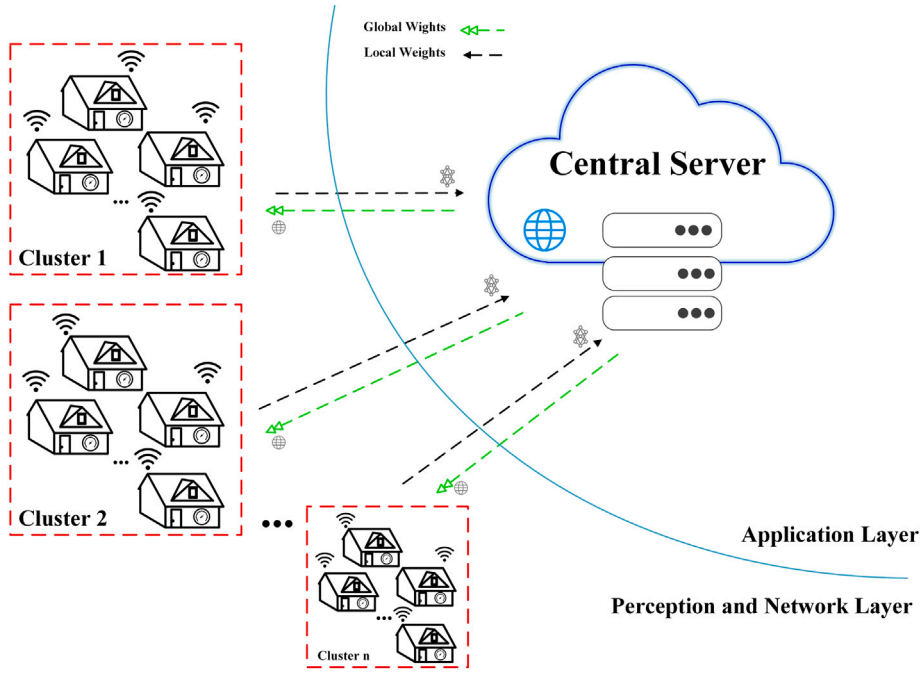 Global Wights
Local Weights
Central Server
Cluster 1
...
Cluster 2
...
...
Cluster n
...
Application Layer
Perception and Network Layer